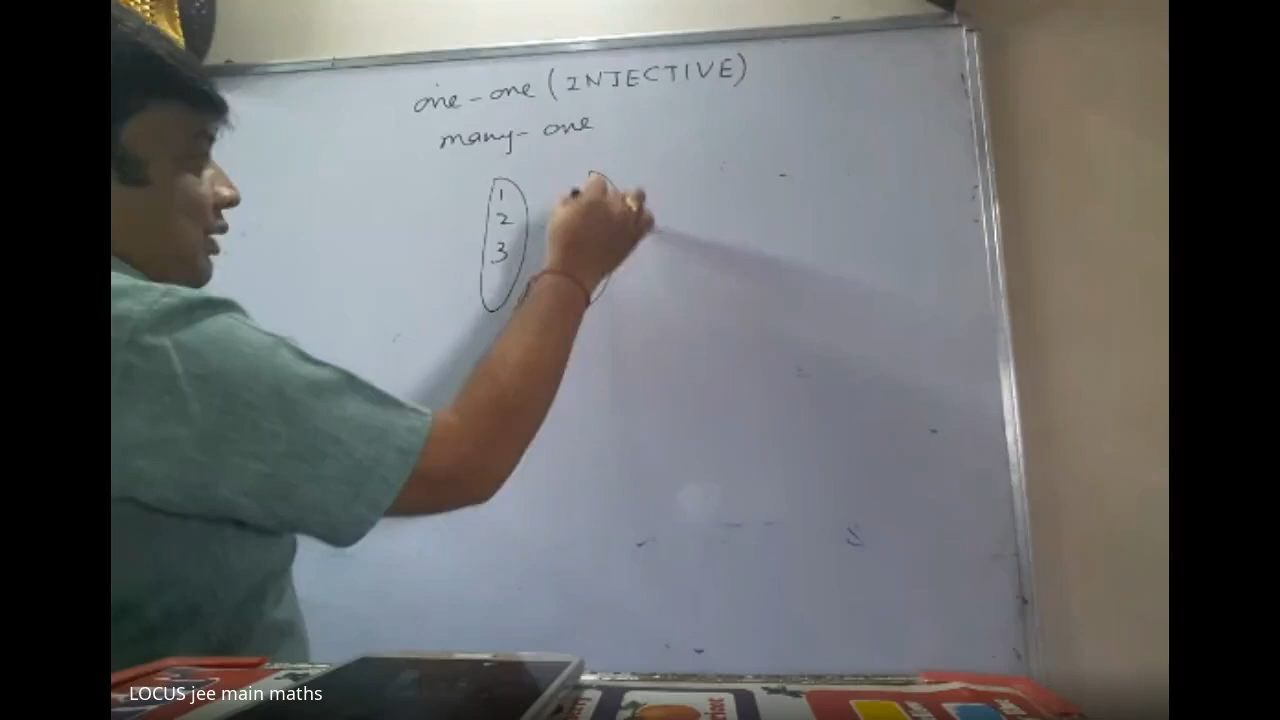 one-one (INJECTIVE)
many-one
1
2
3
LOCUS jee main maths